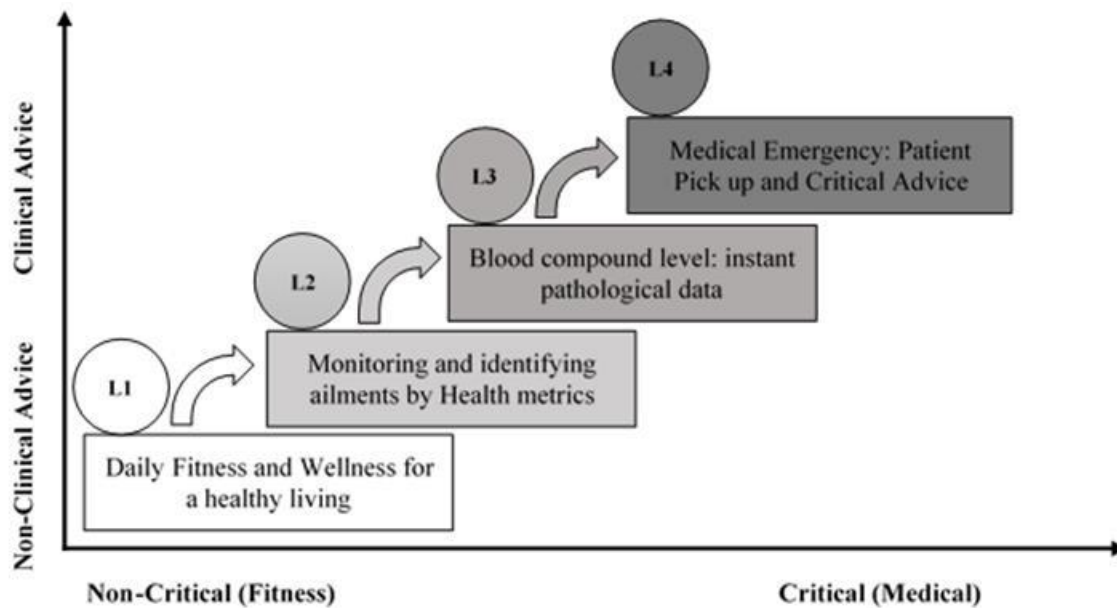 L4
Medical Emergency: Patient
Pick up and Critical Advice
L3
Blood compound level: instant
pathological data
L2
Monitoring and identifying
ailments by Health metrics
L1
Daily Fitness and Wellness for
a healthy living
Clinical Advice
Non-Clinical Advice
Non-Critical (Fitness)
Critical (Medical)